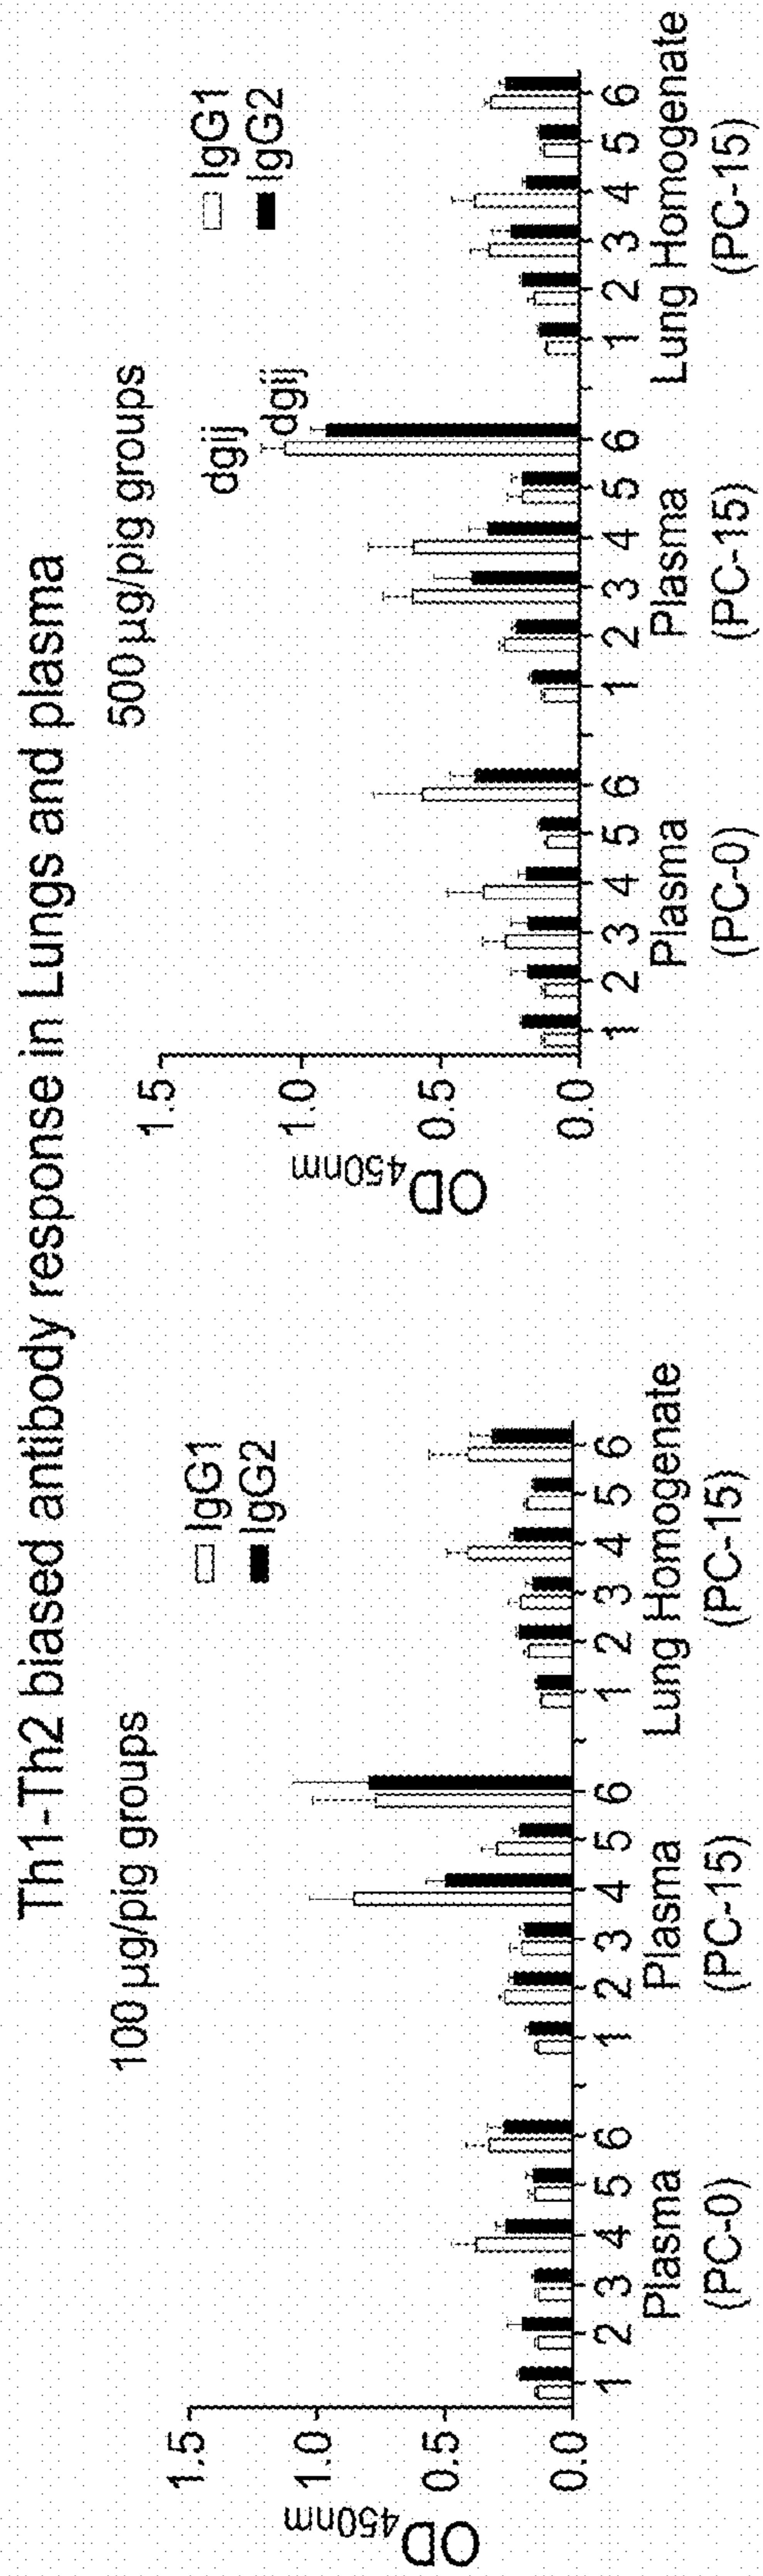 Th1-Th2 biased antibody response in Lungs and plasma
100 µg/pig groups
IgG1
IgG2
OD450nm
1.5
1.0
0.5
0.0
1 2 3 4 5 6 1 2 3 4 5 6 1 2 3 4 5 6
Plasma Plasma Lung Homogenate
(PC-0) (PC-15) (PC-15)
500 µg/pig groups
IgG1
IgG2
dgij
dgij
OD450nm
1.5
1.0
0.5
0.0
1 2 3 4 5 6 1 2 3 4 5 6 1 2 3 4 5 6
Plasma Plasma Lung Homogenate
(PC-0) (PC-15) (PC-15)